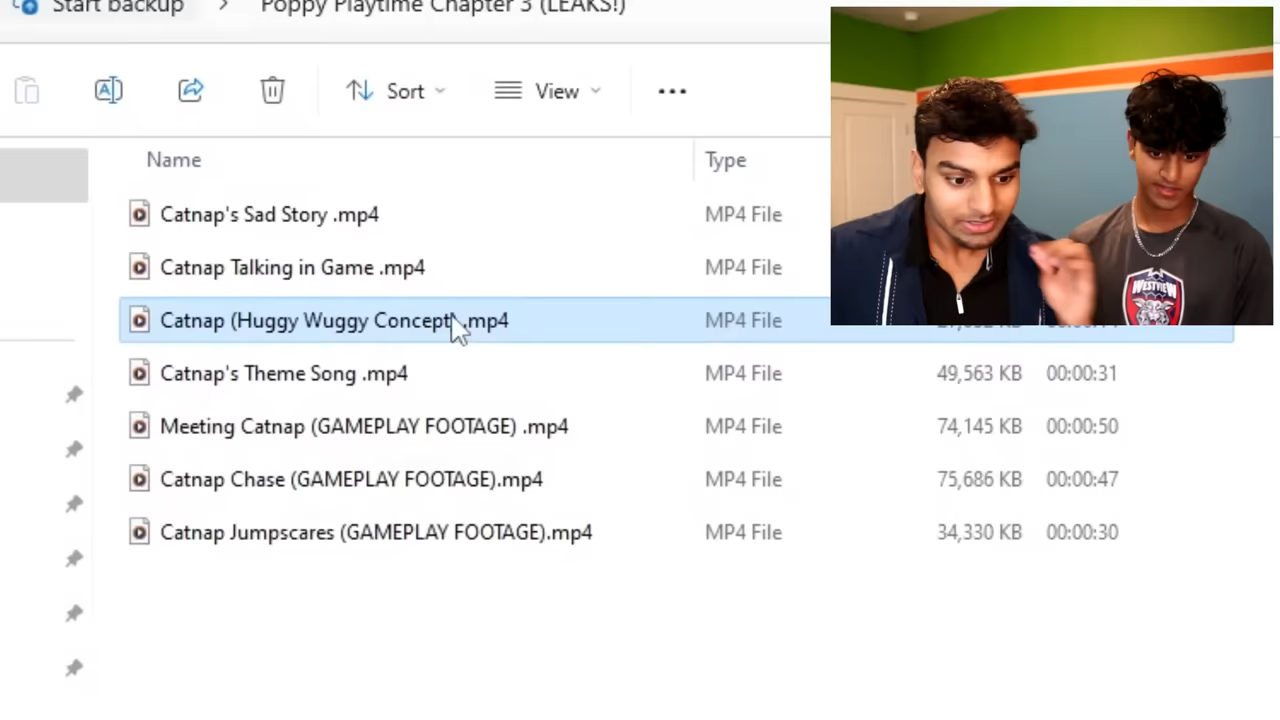 Start backup > Poppy Playtime Chapter 3 (LEAKS!)
Sort
View
Name Type
Catnap's Sad Story .mp4 MP4 File
Catnap Talking in Game .mp4 MP4 File
Catnap (Huggy Wuggy Concept) .mp4 MP4 File
Catnap's Theme Song .mp4 MP4 File 49,563 KB 00:00:31
Meeting Catnap (GAMEPLAY FOOTAGE) .mp4 MP4 File 74,145 KB 00:00:50
Catnap Chase (GAMEPLAY FOOTAGE).mp4 MP4 File 75,686 KB 00:00:47
Catnap Jumpscares (GAMEPLAY FOOTAGE).mp4 MP4 File 34,330 KB 00:00:30
WESTVIEW